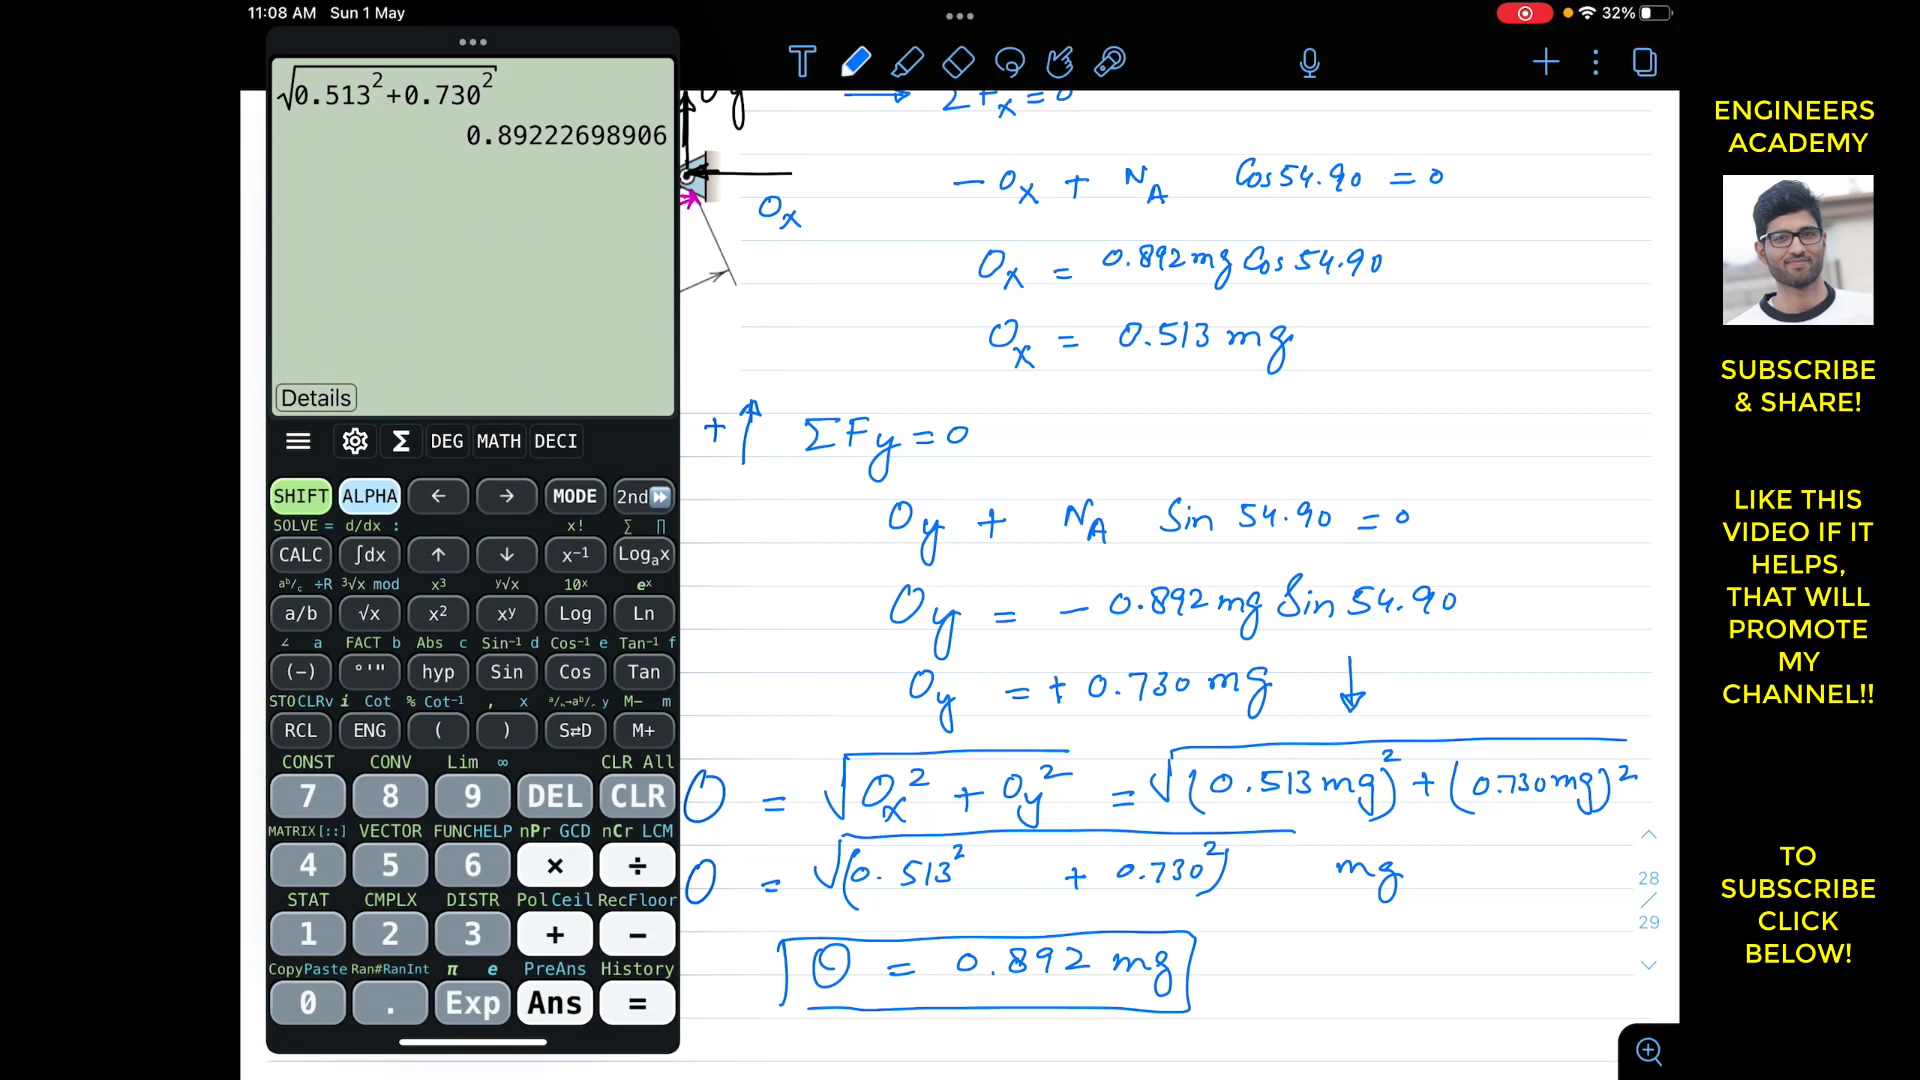 11:08 AM Sun 1 May
32%
√0.513²+0.730²
0.89222698906
Details
DEG MATH DECI
SHIFT ALPHA ← → MODE 2nd
SOLVE = d/dx : x! ∑ ∏
CALC ∫dx ↑ ↓ x⁻¹ Logₐx
aᵇ/c ÷R ³√x mod x³ ʸ√x 10ˣ eˣ
a/b √x x² xʸ Log Ln
∠ a FACT b Abs c Sin⁻¹ d Cos⁻¹ e Tan⁻¹ f
(−) °'" hyp Sin Cos Tan
STO CLRv i Cot % Cot⁻¹ , x y M− m
RCL ENG ( ) S⇄D M+
CONST CONV Lim ∞ CLR All
7 8 9 DEL CLR
MATRIX[::] VECTOR FUNC HELP nPr GCD nCr LCM
4 5 6 × ÷
STAT CMPLX DISTR Pol Ceil Rec Floor
1 2 3 + −
Copy Paste Ran# RanInt π e PreAns History
0 . Exp Ans =
ΣFx = 0
Ox
− Ox + NA Cos 54.90 = 0
Ox = 0.892 mg Cos 54.90
Ox = 0.513 mg
+↑ ΣFy = 0
Oy + NA Sin 54.90 = 0
Oy = − 0.892 mg Sin 54.90
Oy = + 0.730 mg ↓
O = √Ox² + Oy² = √(0.513 mg)² + (0.730 mg)²
O = √(0.513² + 0.730²) mg
O = 0.892 mg
28
/
29
ENGINEERS
ACADEMY
SUBSCRIBE
& SHARE!
LIKE THIS
VIDEO IF IT
HELPS,
THAT WILL
PROMOTE
MY
CHANNEL!!
TO
SUBSCRIBE
CLICK
BELOW!